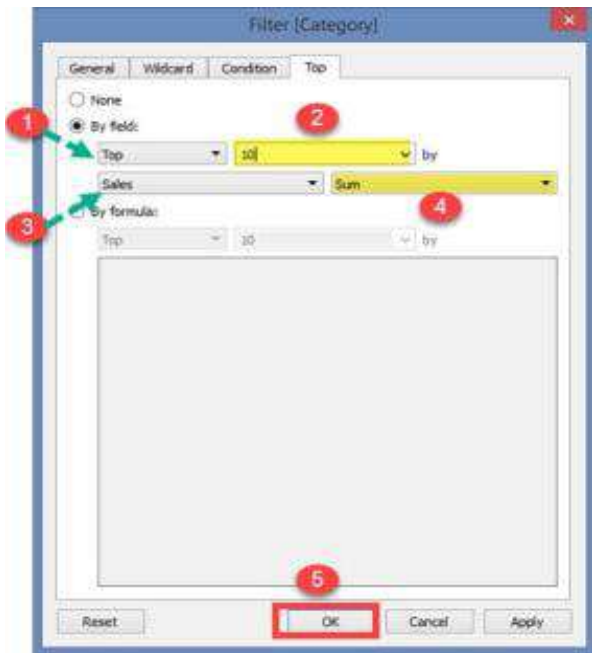 Filter [Category]
General Wildcard Condition Top
None
1 By field: 2
Top 10 by
Sales Sum
3 By formula: 4
Top 10 by
5
Reset OK Cancel Apply